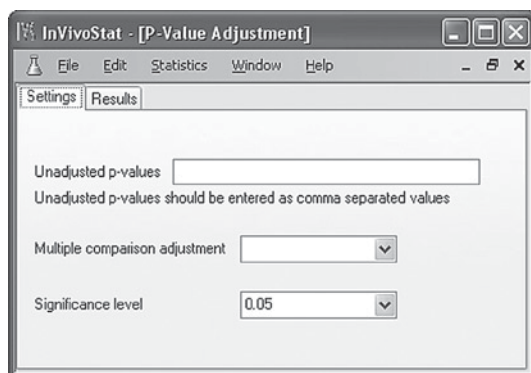 InVivoStat - [P-Value Adjustment]
File Edit Statistics Window Help
Settings Results
Unadjusted p-values
Unadjusted p-values should be entered as comma separated values
Multiple comparison adjustment
Significance level 0.05